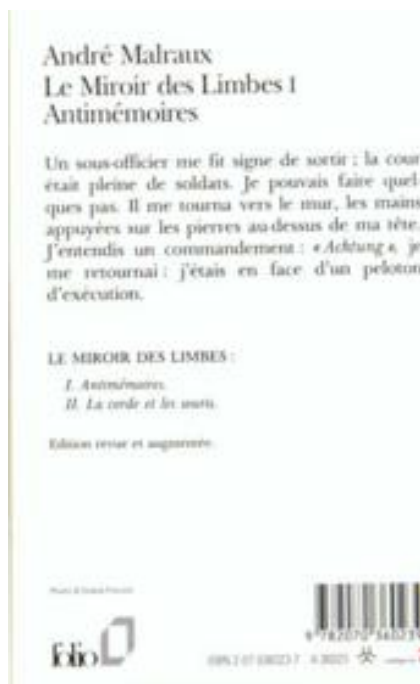 André Malraux
Le Miroir des Limbes I
Antimémoires
Un sous-officier me fit signe de sortir : la cour
était pleine de soldats. Je pouvais faire quel-
ques pas. Il me tourna vers le mur, les mains
appuyées sur les pierres au-dessus de ma tête.
J'entendis un commandement : « Achtung », je
me retournai : j'étais en face d'un peloton
d'exécution.
LE MIROIR DES LIMBES :
I. Antimémoires.
II. La corde et les souris.
Édition revue et augmentée.
folio
9 782070 360239